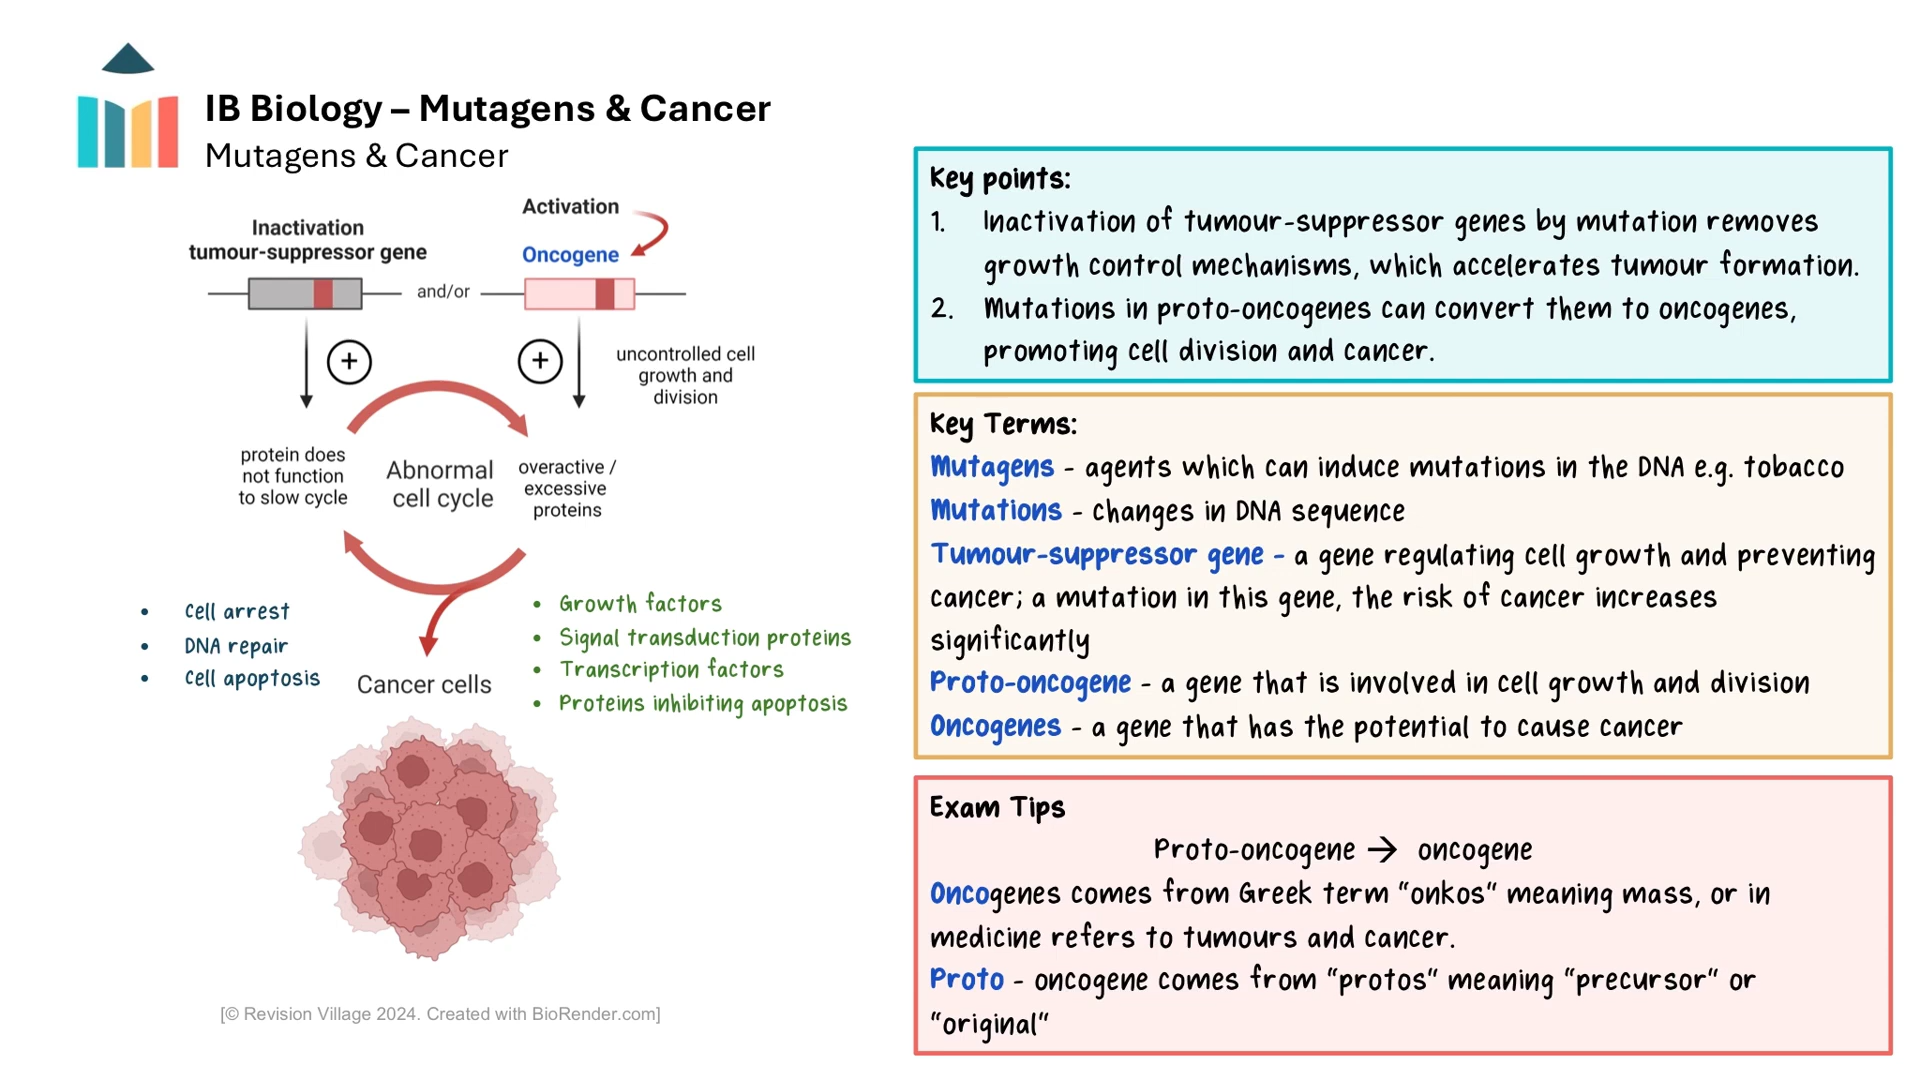 IB Biology – Mutagens & Cancer
Mutagens & Cancer
Inactivation
tumour-suppressor gene
and/or
Activation
Oncogene
+
+
uncontrolled cell
growth and
division
protein does
not function
to slow cycle
Abnormal
cell cycle
overactive /
excessive
proteins
• Cell arrest
• DNA repair
• Cell apoptosis
Cancer cells
• Growth factors
• Signal transduction proteins
• Transcription factors
• Proteins inhibiting apoptosis
[© Revision Village 2024. Created with BioRender.com]
Key points:
1. Inactivation of tumour-suppressor genes by mutation removes
growth control mechanisms, which accelerates tumour formation.
2. Mutations in proto-oncogenes can convert them to oncogenes,
promoting cell division and cancer.
Key Terms:
Mutagens - agents which can induce mutations in the DNA e.g. tobacco
Mutations - changes in DNA sequence
Tumour-suppressor gene - a gene regulating cell growth and preventing
cancer; a mutation in this gene, the risk of cancer increases
significantly
Proto-oncogene - a gene that is involved in cell growth and division
Oncogenes - a gene that has the potential to cause cancer
Exam Tips
Proto-oncogene → oncogene
Oncogenes comes from Greek term "onkos" meaning mass, or in
medicine refers to tumours and cancer.
Proto - oncogene comes from "protos" meaning "precursor" or
"original"